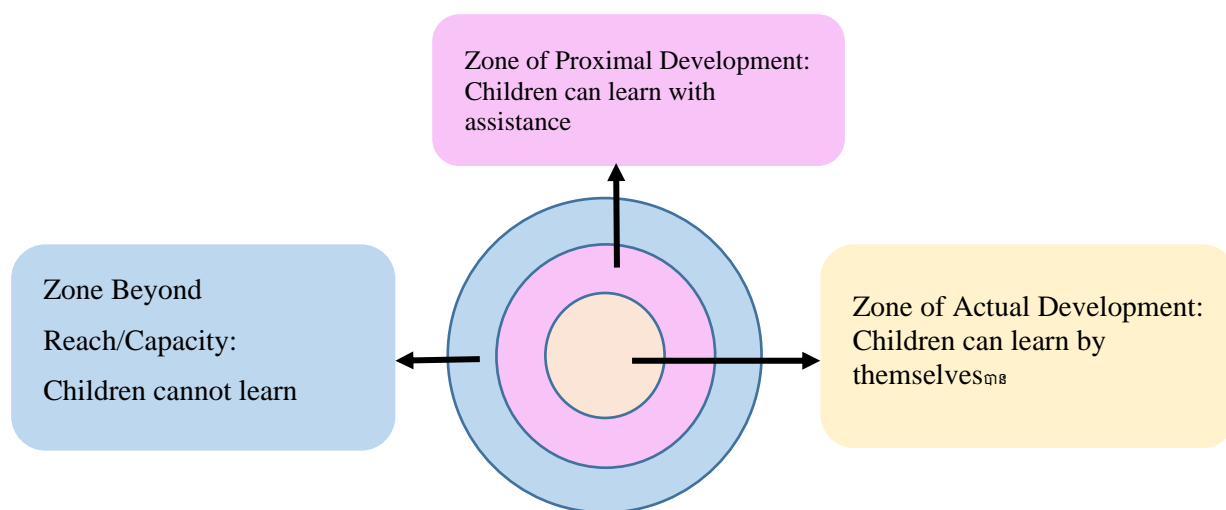 Zone of Proximal Development:
Children can learn with
assistance
Zone Beyond
Reach/Capacity:
Children cannot learn
Zone of Actual Development:
Children can learn by
themselves